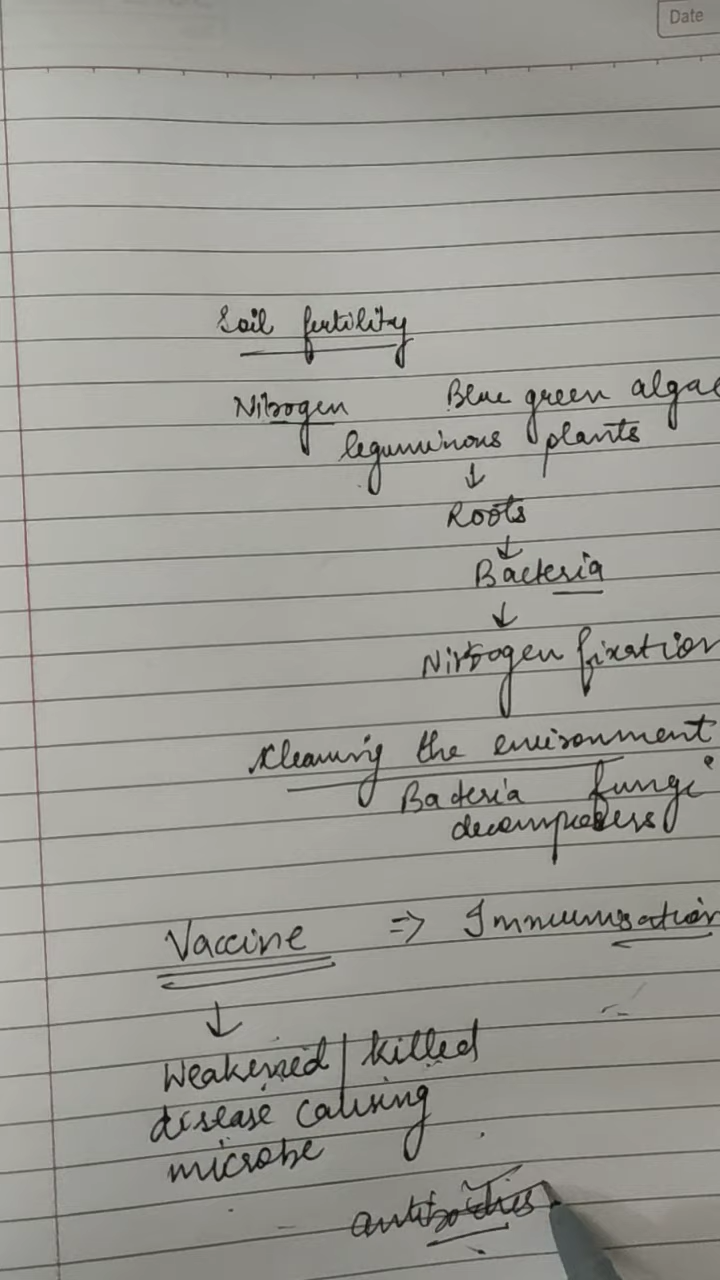 Date
Soil fertility
Nitrogen Blue green algae
leguminous plants
↓
Roots
↓
Bacteria
↓
Nitrogen fixation
Cleaning the environment
Bacteria fungi
decomposers
Vaccine ⇒ Immunisation
↓
Weakened / killed
disease causing
microbe
antibodies